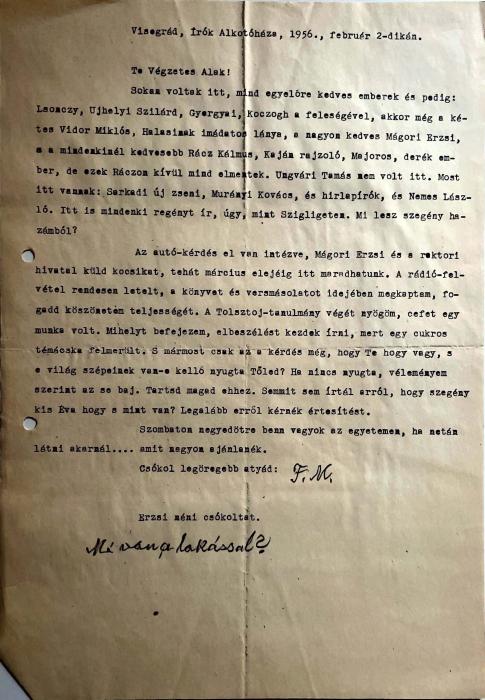 Visegrád, Írók Alkotóháza, 1956., február 2-dikán.
Te Végzetes Alak!
Sokan voltak itt, mind egyelőre kedves emberek és pedig:
Lsonczy, Ujhelyi Szilárd, Gyergyai, Koczogh a feleségével, akkor még a ké-
tes Vidor Miklós, Halasinak imádatos lánya, a nagyon kedves Mágori Erzsi,
s a mindenkinél kedvesebb Rácz Kálmus, Kaján rajzoló, Majoros, derék em-
ber, de ezek Ráczon kívül mind elmentek. Ungvári Tamás nem volt itt. Most
itt vannak: Sarkadi új zseni, Murányi Kovács, és hirlapírók, és Nemes Lász-
ló. Itt is mindenki regényt ír, úgy, mint Szigligeten. Mi lesz szegény ha-
zámból?
Az autó-kérdés el van intézve, Mágori Erzsi és a rektori
hivatal küld kocsikat, tehát március elejéig itt maradhatunk. A rádió-fel-
vétel rendesen letelt, a könyvet és versmásolatot idejében megkaptam, fo-
gadd köszönetém teljességét. A Tolsztoj-tanulmány végét nyögöm, cefet egy
munka volt. Mihelyt befejezem, elbeszélést kezdek írni, mert egy cukros
témácska felmerült. S mármost csak az a kérdés még, hogy Te hogy vagy, s
e világ szépeinek van-e kellő nyugta Tőled? Ha nincs nyugta, véleményem
szerint az se baj. Tartsd magad ehhez. Semmit sem írtál arról, hogy szegény
kis Éva hogy s mint van? Legalább erről kérnék értesítést.
Szombaton negyedötre benn vagyok az egyetemen, ha netán
látni akarnál.... amit nagyon ajánlanék.
Csókol legöregebb atyád: F. M.
Erzsi néni csókoltat.
Mi van a lakással?